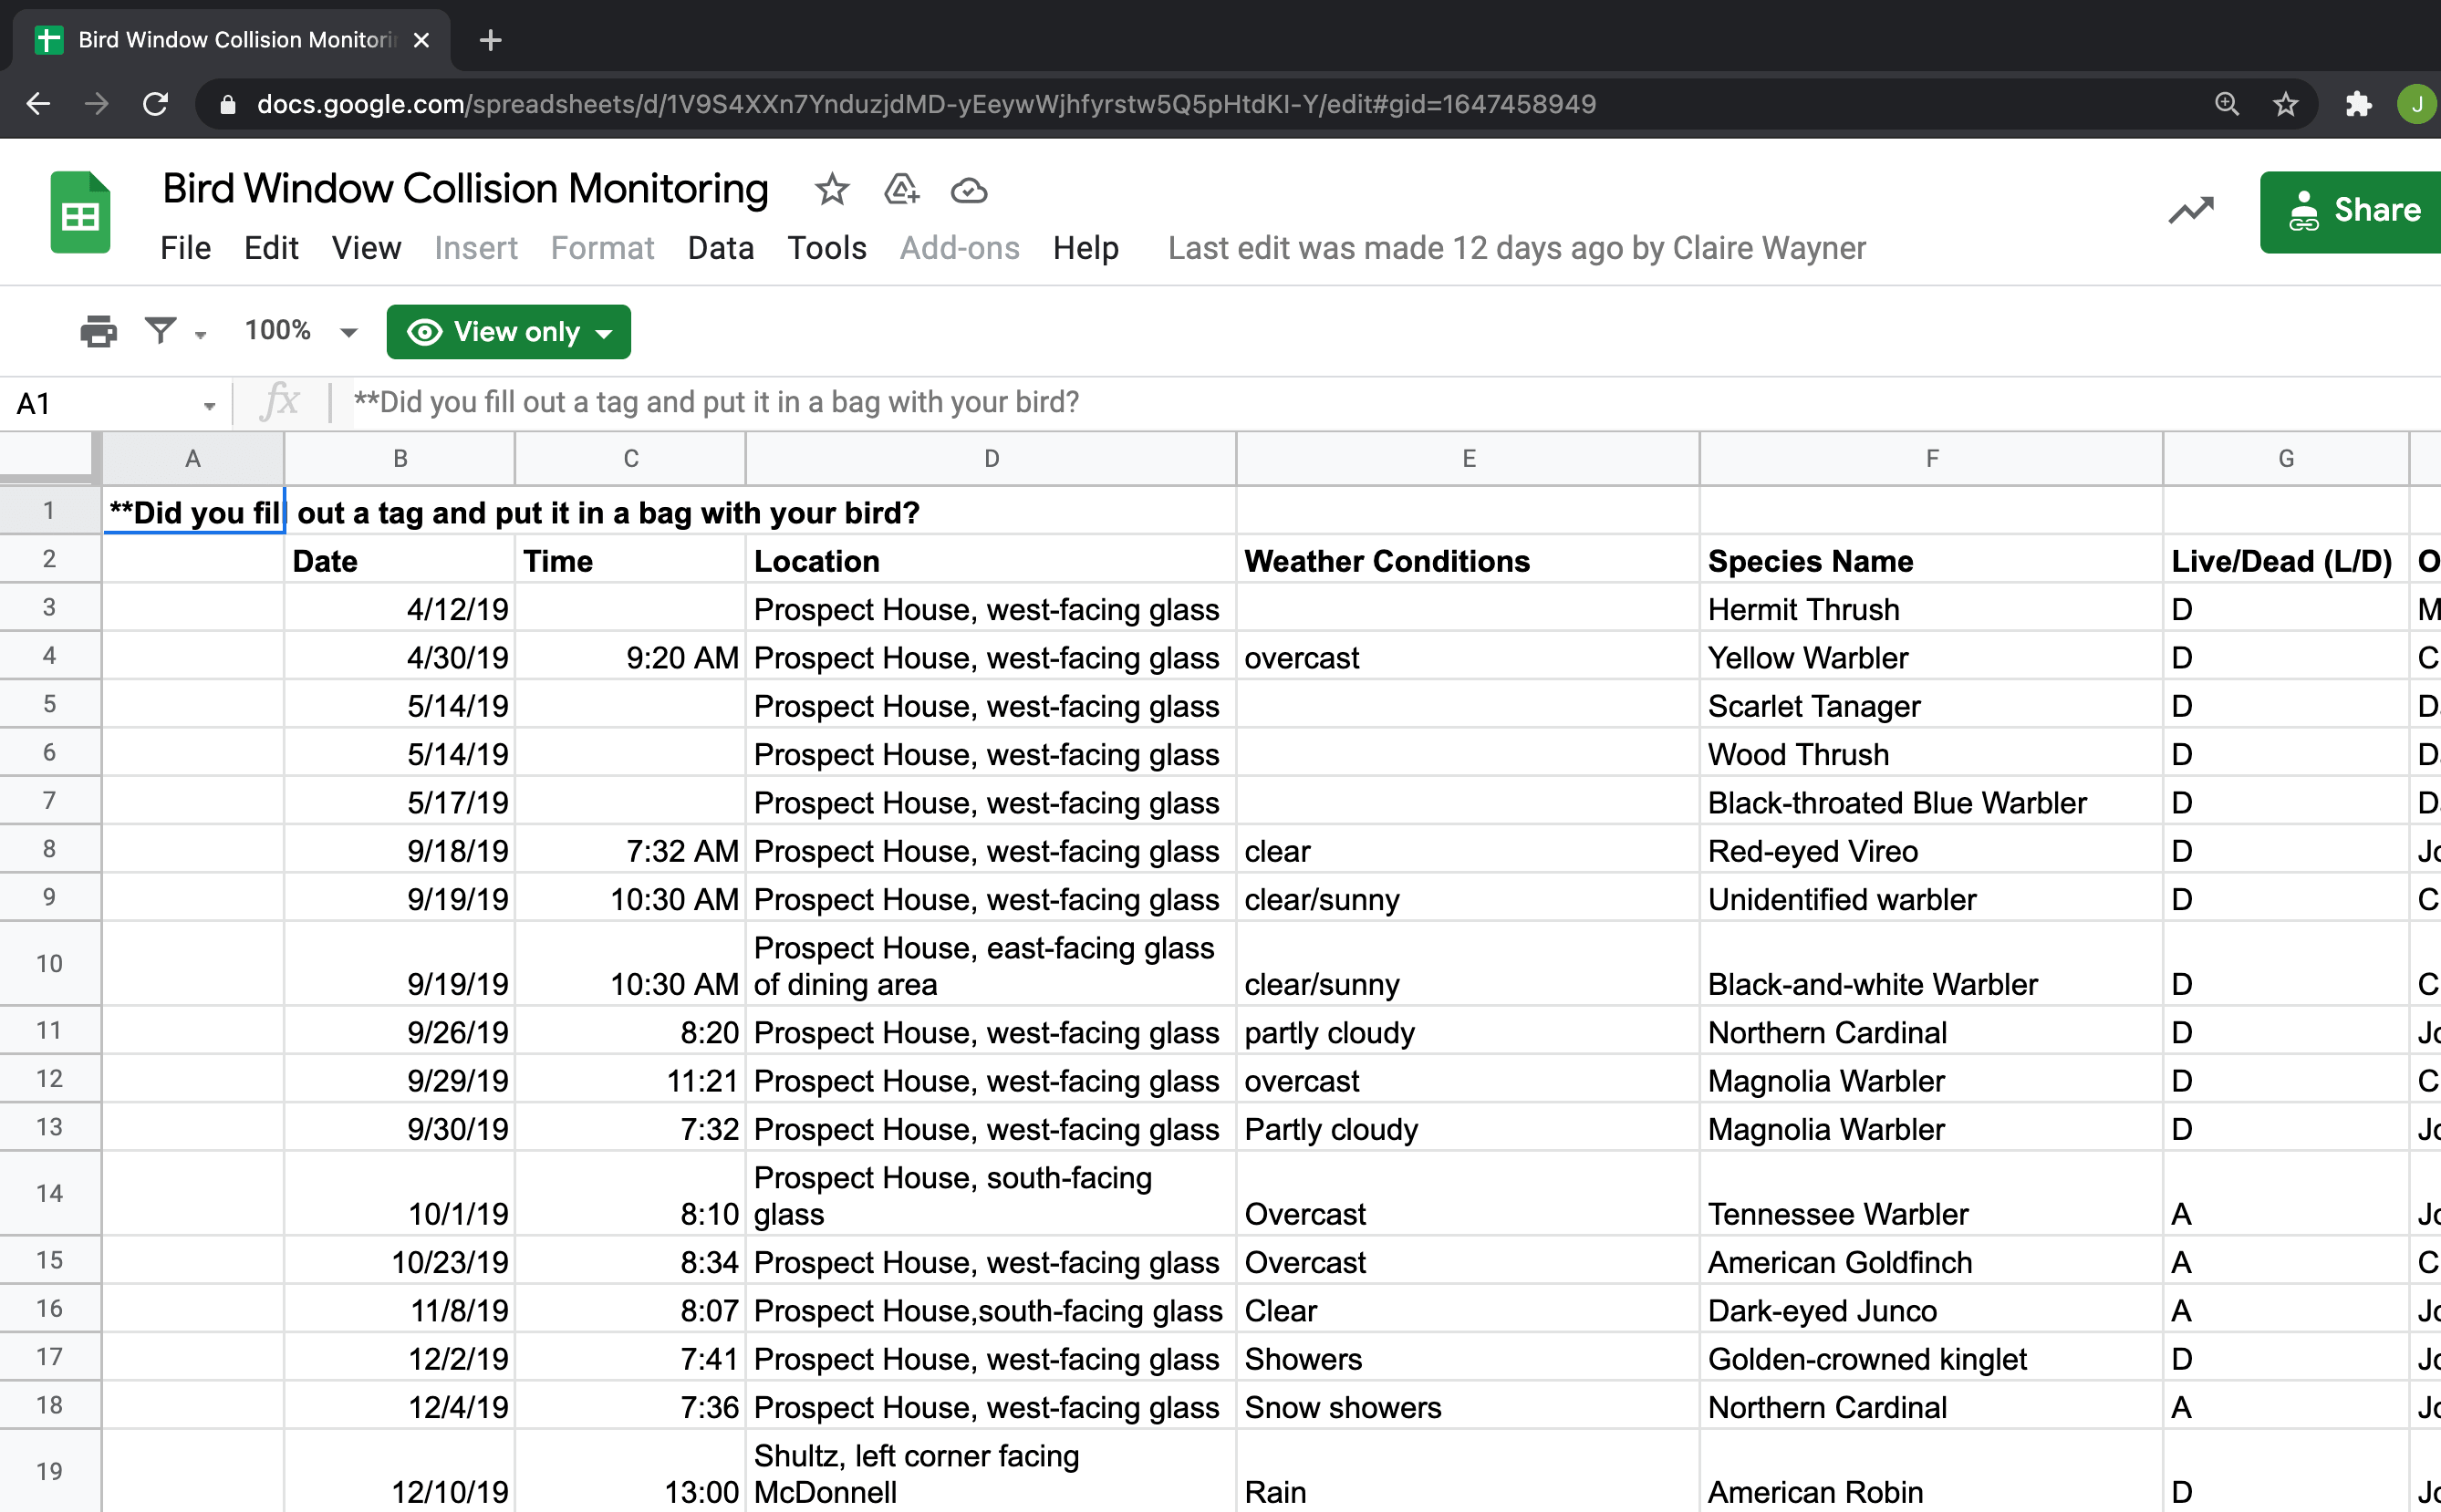 Bird Window Collision Monitorin
docs.google.com/spreadsheets/d/1V9S4XXn7YnduzjdMD-yEeywWjhfyrstw5Q5pHtdKI-Y/edit#gid=1647458949
J
Bird Window Collision Monitoring
Share
File Edit View Insert Format Data Tools Add-ons Help Last edit was made 12 days ago by Claire Wayner
100% View only
A1 fx **Did you fill out a tag and put it in a bag with your bird?
A B C D E F G
1 **Did you fill out a tag and put it in a bag with your bird?
2 Date Time Location Weather Conditions Species Name Live/Dead (L/D) O
3 4/12/19 Prospect House, west-facing glass Hermit Thrush D M
4 4/30/19 9:20 AM Prospect House, west-facing glass overcast Yellow Warbler D C
5 5/14/19 Prospect House, west-facing glass Scarlet Tanager D Da
6 5/14/19 Prospect House, west-facing glass Wood Thrush D Da
7 5/17/19 Prospect House, west-facing glass Black-throated Blue Warbler D Da
8 9/18/19 7:32 AM Prospect House, west-facing glass clear Red-eyed Vireo D Jo
9 9/19/19 10:30 AM Prospect House, west-facing glass clear/sunny Unidentified warbler D C
Prospect House, east-facing glass
10 9/19/19 10:30 AM of dining area clear/sunny Black-and-white Warbler D C
11 9/26/19 8:20 Prospect House, west-facing glass partly cloudy Northern Cardinal D Jo
12 9/29/19 11:21 Prospect House, west-facing glass overcast Magnolia Warbler D C
13 9/30/19 7:32 Prospect House, west-facing glass Partly cloudy Magnolia Warbler D Jo
Prospect House, south-facing
14 10/1/19 8:10 glass Overcast Tennessee Warbler A Jo
15 10/23/19 8:34 Prospect House, west-facing glass Overcast American Goldfinch A C
16 11/8/19 8:07 Prospect House,south-facing glass Clear Dark-eyed Junco A Jo
17 12/2/19 7:41 Prospect House, west-facing glass Showers Golden-crowned kinglet D Jo
18 12/4/19 7:36 Prospect House, west-facing glass Snow showers Northern Cardinal A Jo
Shultz, left corner facing
19 12/10/19 13:00 McDonnell Rain American Robin D Jo